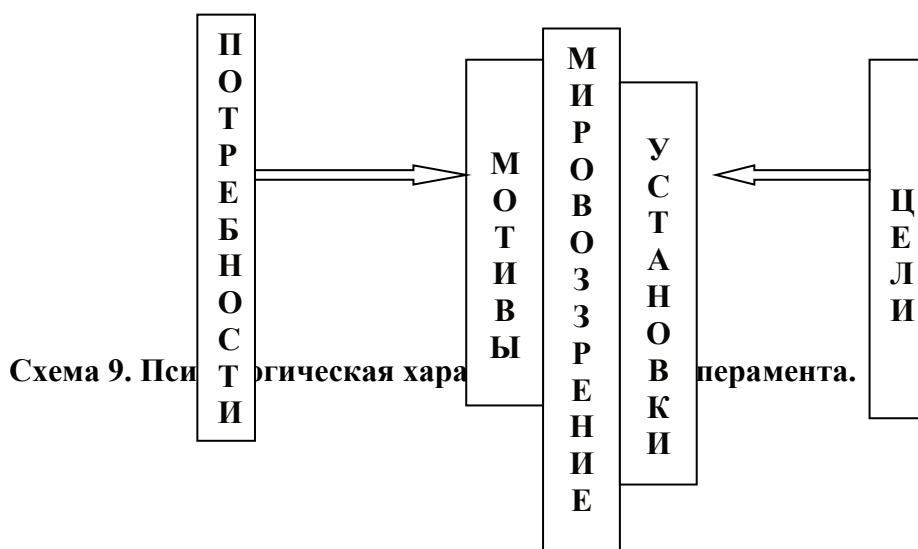 ПОТРЕБНОСТИ
МОТИВЫ
МИРОВОЗЗРЕНИЕ
УСТАНОВКИ
ЦЕЛИ
Схема 9. Пси огическая хара перамента.